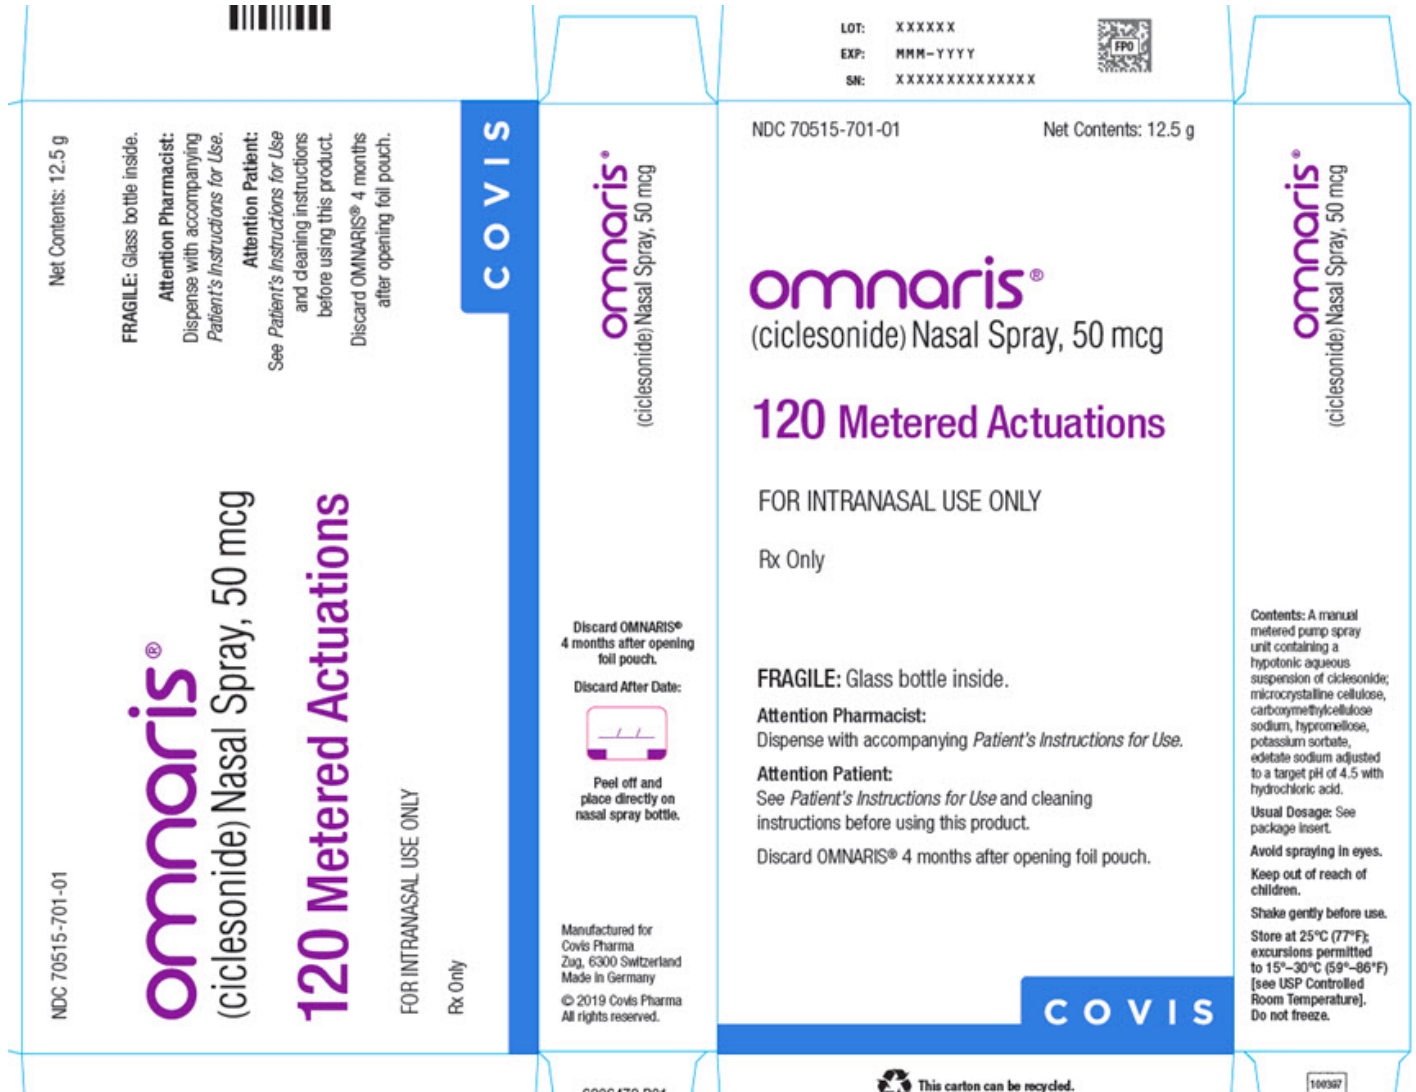 Net Contents: 12.5 g
FRAGILE: Glass bottle inside.
Attention Pharmacist:
Dispense with accompanying
Patient's Instructions for Use.
Attention Patient:
See Patient's Instructions for Use
and cleaning instructions
before using this product.
Discard OMNARIS® 4 months
after opening foil pouch.
COVIS
NDC 70515-701-01
omnaris®
(ciclesonide) Nasal Spray, 50 mcg
120 Metered Actuations
FOR INTRANASAL USE ONLY
Rx Only
omnaris®
(ciclesonide) Nasal Spray, 50 mcg
Discard OMNARIS®
4 months after opening
foil pouch.
Discard After Date:
Peel off and
place directly on
nasal spray bottle.
Manufactured for
Covis Pharma
Zug, 6300 Switzerland
Made in Germany
© 2019 Covis Pharma
All rights reserved.
LOT: XXXXXX
EXP: MMM-YYYY
SN: XXXXXXXXXXXXXX
FPO
NDC 70515-701-01 Net Contents: 12.5 g
omnaris®
(ciclesonide) Nasal Spray, 50 mcg
120 Metered Actuations
FOR INTRANASAL USE ONLY
Rx Only
FRAGILE: Glass bottle inside.
Attention Pharmacist:
Dispense with accompanying Patient's Instructions for Use.
Attention Patient:
See Patient's Instructions for Use and cleaning
instructions before using this product.
Discard OMNARIS® 4 months after opening foil pouch.
COVIS
This carton can be recycled.
omnaris®
(ciclesonide) Nasal Spray, 50 mcg
Contents: A manual
metered pump spray
unit containing a
hypotonic aqueous
suspension of ciclesonide;
microcrystalline cellulose,
carboxymethylcellulose
sodium, hypromellose,
potassium sorbate,
edetate sodium adjusted
to a target pH of 4.5 with
hydrochloric acid.
Usual Dosage: See
package insert.
Avoid spraying in eyes.
Keep out of reach of
children.
Shake gently before use.
Store at 25°C (77°F);
excursions permitted
to 15°–30°C (59°–86°F)
[see USP Controlled
Room Temperature].
Do not freeze.